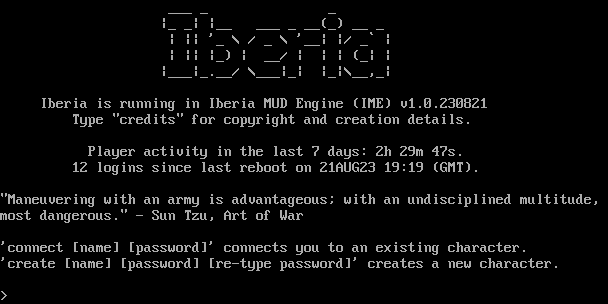 Iberia
Iberia is running in Iberia MUD Engine (IME) v1.0.230821
Type "credits" for copyright and creation details.
Player activity in the last 7 days: 2h 29m 47s.
12 logins since last reboot on 21AUG23 19:19 (GMT).
"Maneuvering with an army is advantageous; with an undisciplined multitude,
most dangerous." - Sun Tzu, Art of War
'connect [name] [password]' connects you to an existing character.
'create [name] [password] [re-type password]' creates a new character.
>